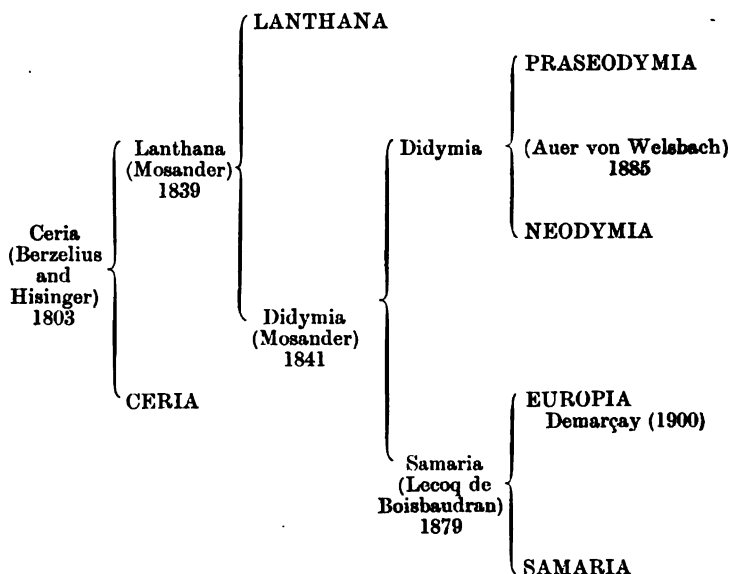 LANTHANA
PRASEODYMIA
Lanthana
(Mosander)
1839
Didymia
(Auer von Welsbach)
1885
Ceria
(Berzelius
and
Hisinger)
1803
NEODYMIA
Didymia
(Mosander)
1841
CERIA
EUROPIA
Demarçay (1900)
Samaria
(Lecoq de
Boisbaudran)
1879
SAMARIA